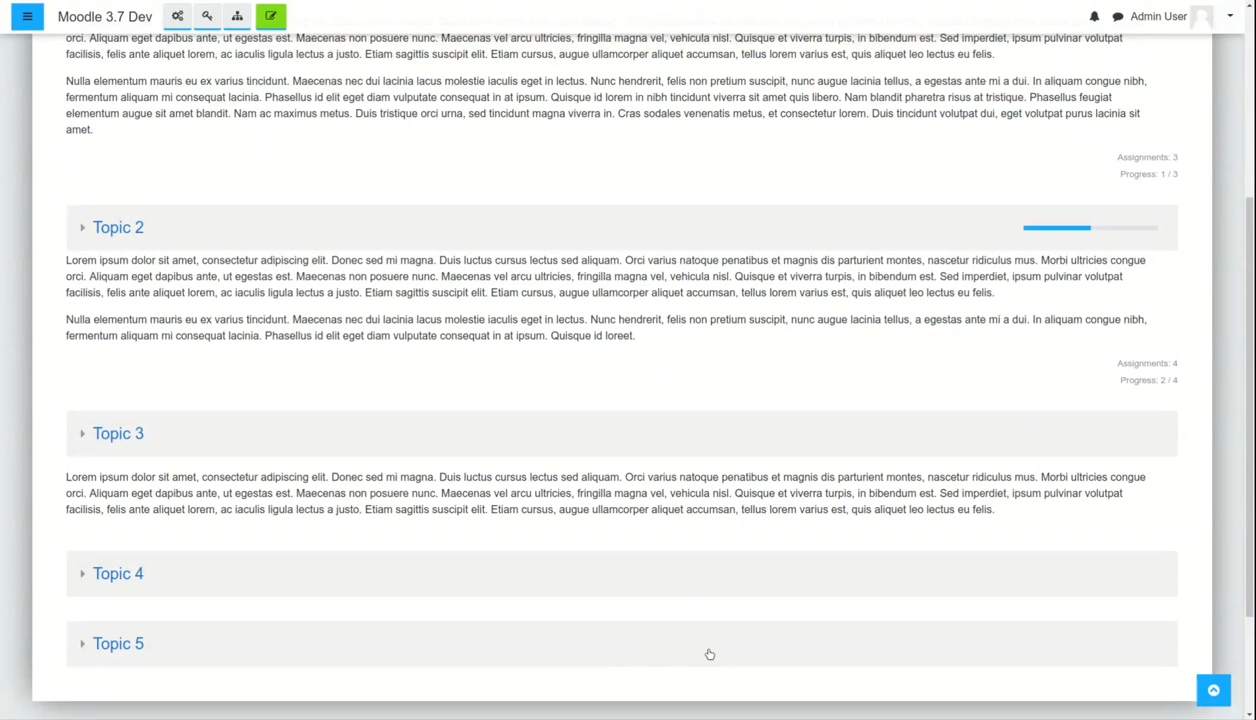 Moodle 3.7 Dev
Admin User
orci. Aliquam eget dapibus ante, ut egestas est. Maecenas non posuere nunc. Maecenas vel arcu ultricies, fringilla magna vel, vehicula nisl. Quisque et viverra turpis, in bibendum est. Sed imperdiet, ipsum pulvinar volutpat
facilisis, felis ante aliquet lorem, ac iaculis ligula lectus a justo. Etiam sagittis suscipit elit. Etiam cursus, augue ullamcorper aliquet accumsan, tellus lorem varius est, quis aliquet leo lectus eu felis.
Nulla elementum mauris eu ex varius tincidunt. Maecenas nec dui lacinia lacus molestie iaculis eget in lectus. Nunc hendrerit, felis non pretium suscipit, nunc augue lacinia tellus, a egestas ante mi a dui. In aliquam congue nibh,
fermentum aliquam mi consequat lacinia. Phasellus id elit eget diam vulputate consequat in at ipsum. Quisque id lorem in nibh tincidunt viverra sit amet quis libero. Nam blandit pharetra risus at tristique. Phasellus feugiat
elementum augue sit amet blandit. Nam ac maximus metus. Duis tristique orci urna, sed tincidunt magna viverra in. Cras sodales venenatis metus, et consectetur lorem. Duis tincidunt volutpat dui, eget volutpat purus lacinia sit
amet.
Assignments: 3
Progress: 1 / 3
Topic 2
Lorem ipsum dolor sit amet, consectetur adipiscing elit. Donec sed mi magna. Duis luctus cursus lectus sed aliquam. Orci varius natoque penatibus et magnis dis parturient montes, nascetur ridiculus mus. Morbi ultricies congue
orci. Aliquam eget dapibus ante, ut egestas est. Maecenas non posuere nunc. Maecenas vel arcu ultricies, fringilla magna vel, vehicula nisl. Quisque et viverra turpis, in bibendum est. Sed imperdiet, ipsum pulvinar volutpat
facilisis, felis ante aliquet lorem, ac iaculis ligula lectus a justo. Etiam sagittis suscipit elit. Etiam cursus, augue ullamcorper aliquet accumsan, tellus lorem varius est, quis aliquet leo lectus eu felis.
Nulla elementum mauris eu ex varius tincidunt. Maecenas nec dui lacinia lacus molestie iaculis eget in lectus. Nunc hendrerit, felis non pretium suscipit, nunc augue lacinia tellus, a egestas ante mi a dui. In aliquam congue nibh,
fermentum aliquam mi consequat lacinia. Phasellus id elit eget diam vulputate consequat in at ipsum. Quisque id loreet.
Assignments: 4
Progress: 2 / 4
Topic 3
Lorem ipsum dolor sit amet, consectetur adipiscing elit. Donec sed mi magna. Duis luctus cursus lectus sed aliquam. Orci varius natoque penatibus et magnis dis parturient montes, nascetur ridiculus mus. Morbi ultricies congue
orci. Aliquam eget dapibus ante, ut egestas est. Maecenas non posuere nunc. Maecenas vel arcu ultricies, fringilla magna vel, vehicula nisl. Quisque et viverra turpis, in bibendum est. Sed imperdiet, ipsum pulvinar volutpat
facilisis, felis ante aliquet lorem, ac iaculis ligula lectus a justo. Etiam sagittis suscipit elit. Etiam cursus, augue ullamcorper aliquet accumsan, tellus lorem varius est, quis aliquet leo lectus eu felis.
Topic 4
Topic 5